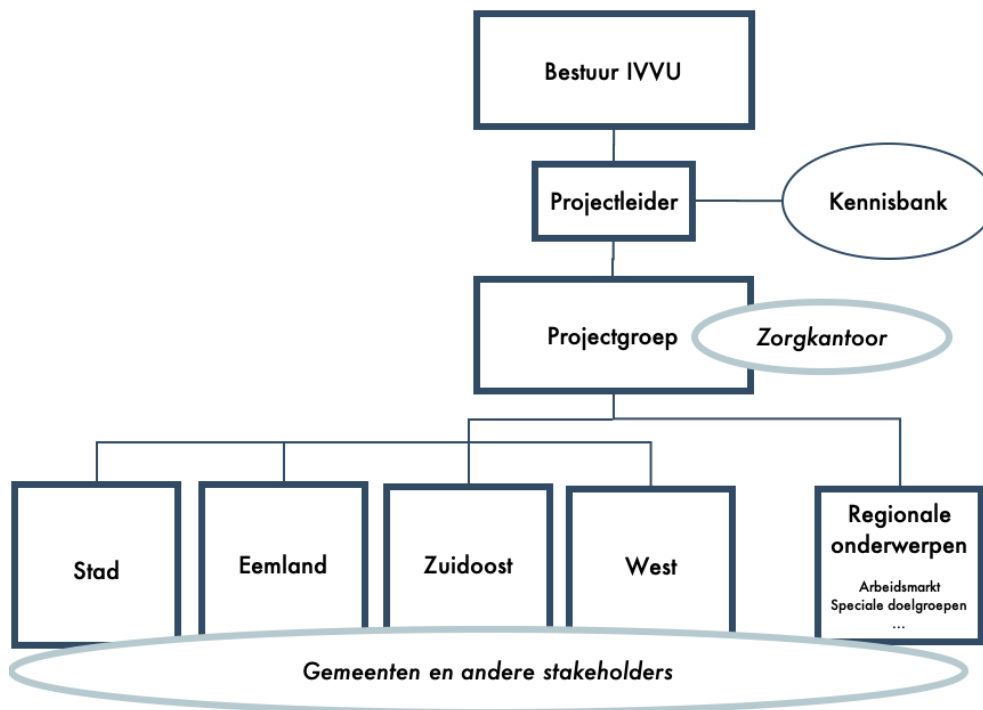 Bestuur IVVU
Projectleider
Kennisbank
Projectgroep
Zorgkantoor
Stad
Eemland
Zuidoost
West
Regionale
onderwerpen
Arbeidsmarkt
Speciale doelgroepen
...
Gemeenten en andere stakeholders